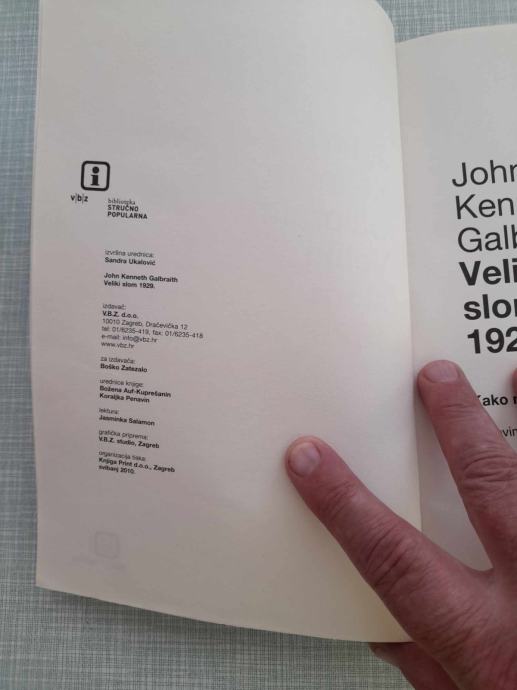 i
v|b|z
biblioteka
STRUČNO
POPULARNA
izvršna urednica:
Sandra Ukalović
John Kenneth Galbraith
Veliki slom 1929.
izdavač:
V.B.Z. d.o.o.
10010 Zagreb, Dračevička 12
tel: 01/6235-419, fax: 01/6235-418
e-mail: info@vbz.hr
www.vbz.hr
za izdavača:
Boško Zatezalo
urednice knjige:
Božena Auf-Kuprešanin
Koraljka Penavin
lektura:
Jasminka Salamon
grafička priprema:
V.B.Z. studio, Zagreb
organizacija tiska:
Knjiga Print d.o.o., Zagreb
svibanj 2010.
John
Ken
Galb
Veli
slo
192
Kako